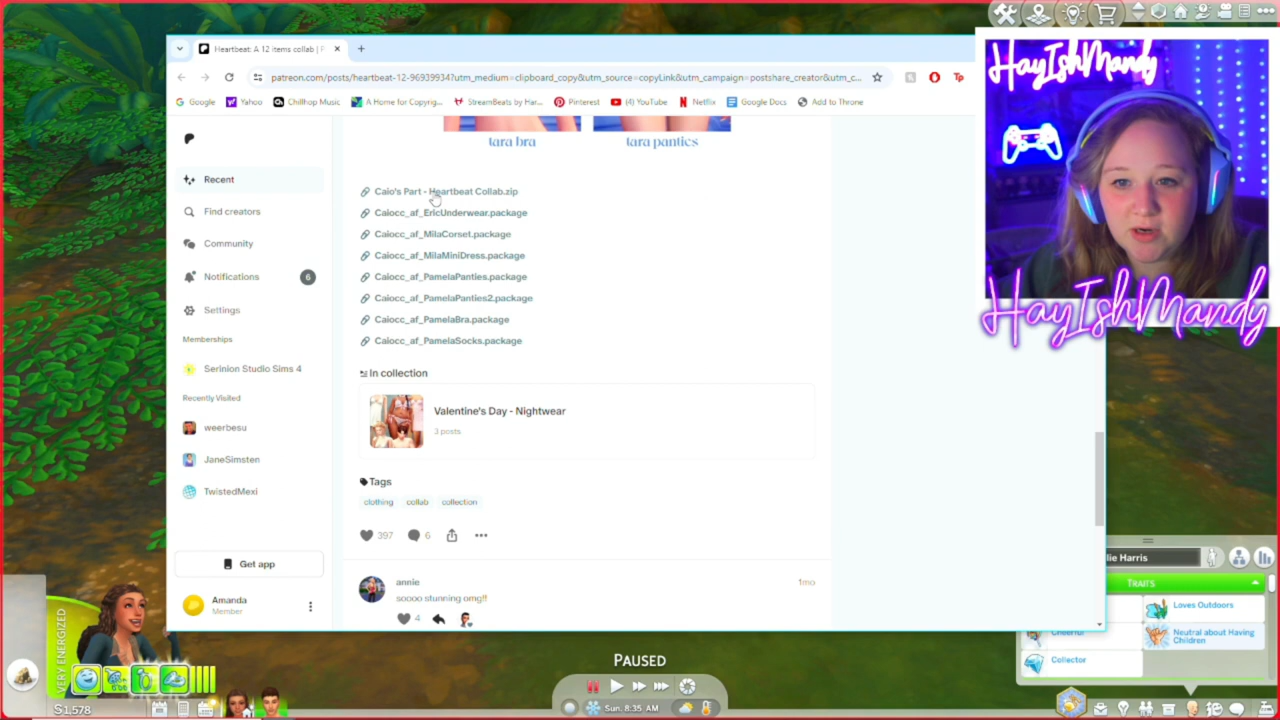 Heartbeat: A 12 items collab |
patreon.com/posts/heartbeat-12-96939934?utm_medium=clipboard_copy&utm_source=copyLink&utm_campaign=postshare_creator&utm_c...
Tp
Google
Yahoo
Chillhop Music
A Home for Copyrig...
StreamBeats by Har...
Pinterest
(4) YouTube
Netflix
Google Docs
Add to Throne
HayIshMandy
HayIshMandy
tara bra
tara panties
Recent
Find creators
Community
Notifications
6
Settings
Memberships
Serinion Studio Sims 4
Recently Visited
weerbesu
JaneSimsten
TwistedMexi
Get app
Amanda
Member
Caio's Part - Heartbeat Collab.zip
Caiocc_af_EricUnderwear.package
Caiocc_af_MilaCorset.package
Caiocc_af_MilaMiniDress.package
Caiocc_af_PamelaPanties.package
Caiocc_af_PamelaPanties2.package
Caiocc_af_PamelaBra.package
Caiocc_af_PamelaSocks.package
In collection
Valentine's Day - Nightwear
3 posts
Tags
clothing
collab
collection
397
6
annie
1mo
soooo stunning omg!!
4
lie Harris
Traits
Loves Outdoors
Cheerful
Neutral about Having
Children
Collector
VERY ENERGIZED
$1,578
Paused
Sun. 8:35 AM